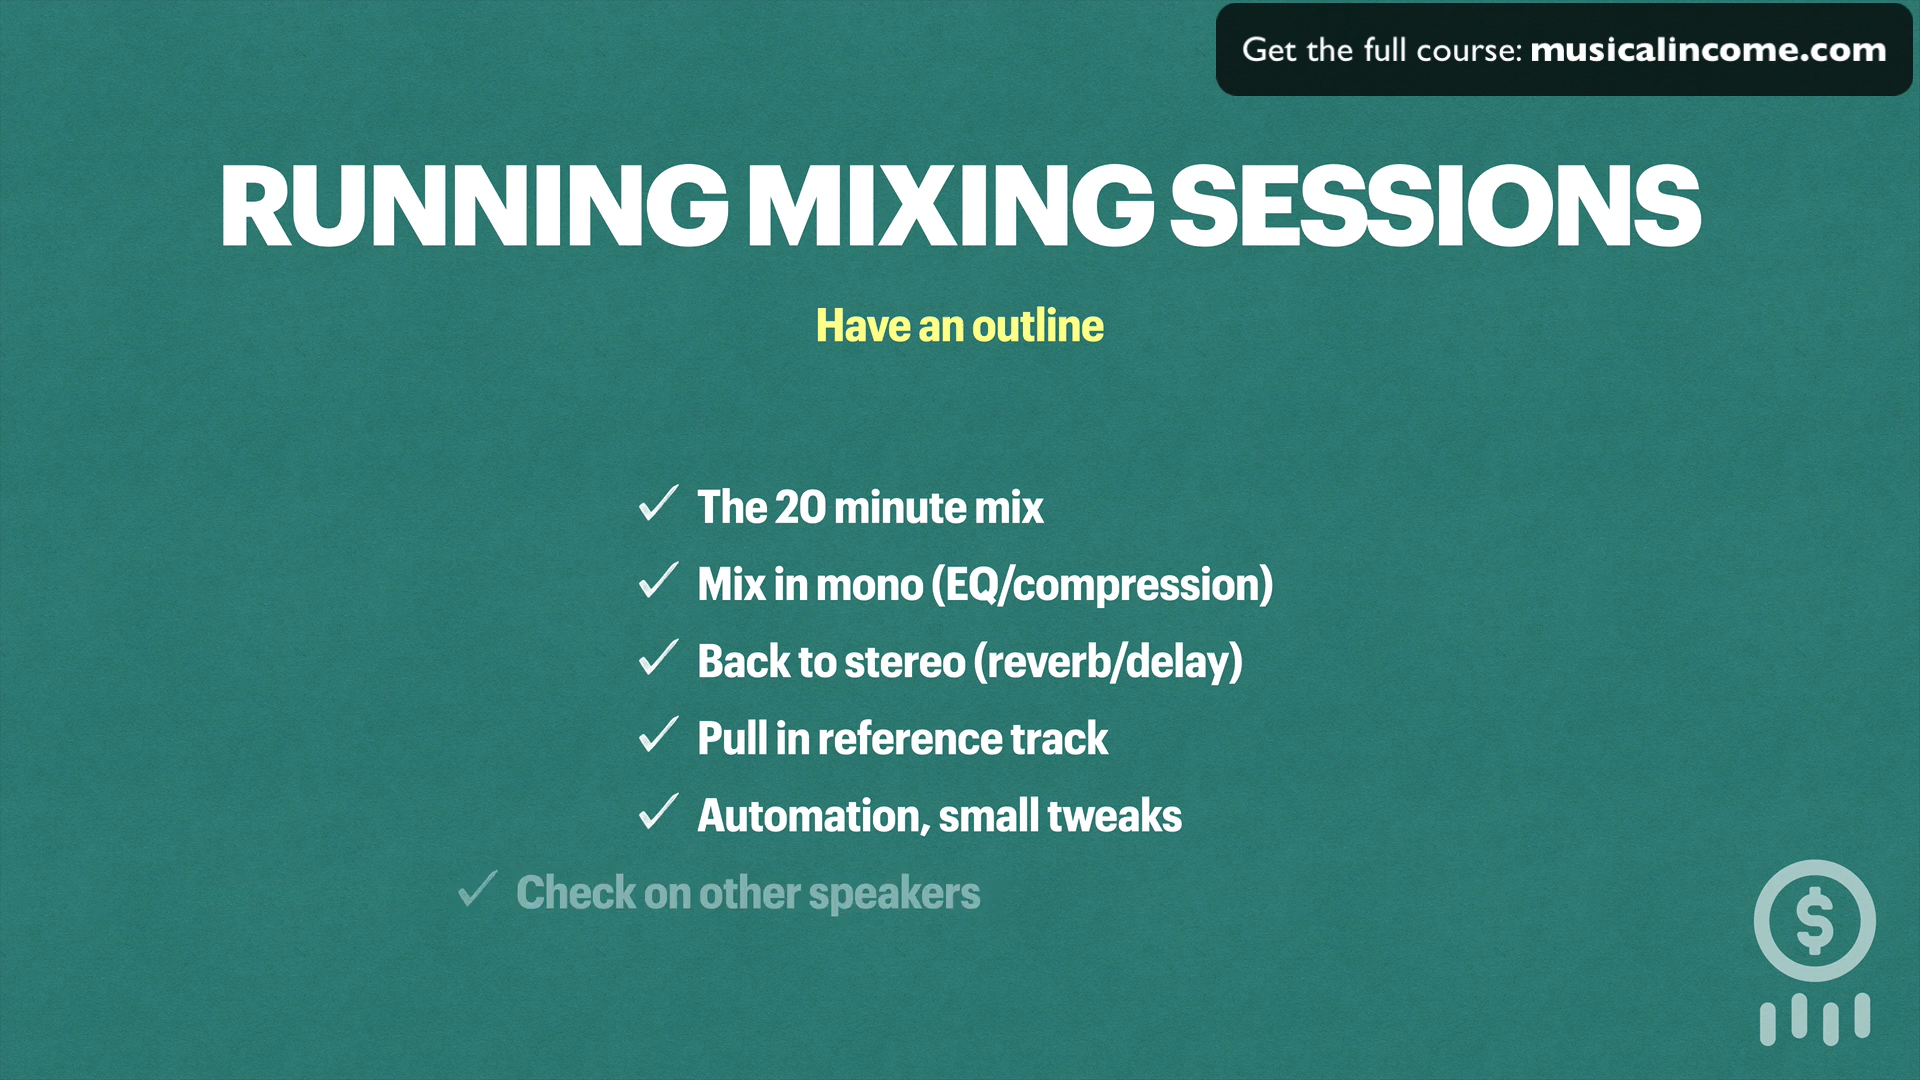 Get the full course: musicalincome.com
RUNNING MIXING SESSIONS
Have an outline
✓ The 20 minute mix
✓ Mix in mono (EQ/compression)
✓ Back to stereo (reverb/delay)
✓ Pull in reference track
✓ Automation, small tweaks
✓ Check on other speakers
$